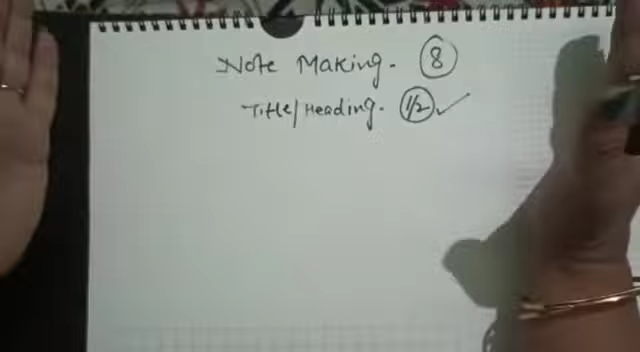 Note Making. 8
Title/Heading. 1/2 ✓